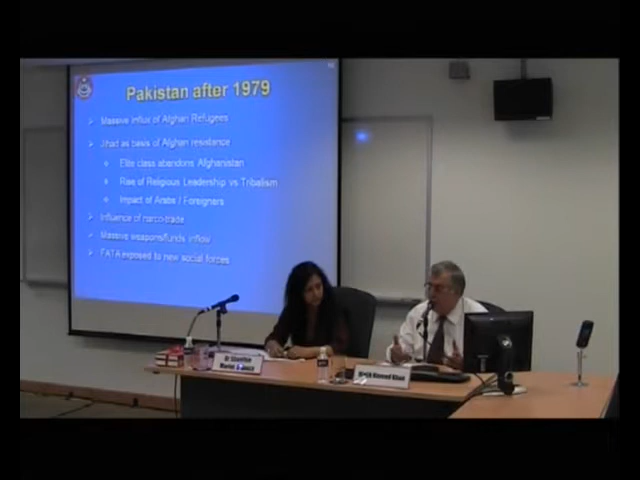 Pakistan after 1979
Massive influx of Afghan Refugees
Jihad as basis of Afghan resistance
Elite class abandons Afghanistan
Rise of Religious Leadership vs Tribalism
Impact of Arabs / Foreigners
Influence of narco-trade
Massive weapons/funds inflow
FATA exposed to new social forces